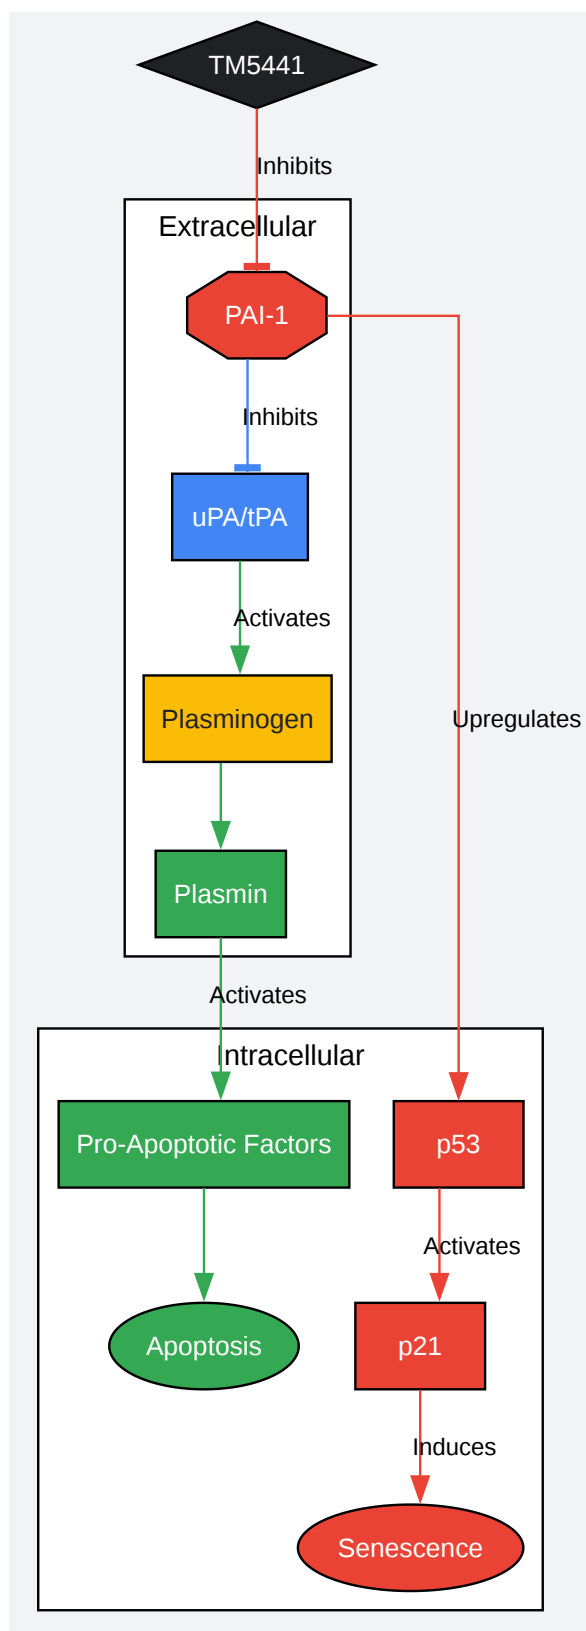 TM5441
Inhibits
Extracellular
PAI-1
Inhibits
uPA/tPA
Activates
Plasminogen
Upregulates
Plasmin
Activates
Intracellular
Pro-Apoptotic Factors
p53
Activates
Apoptosis
p21
Induces
Senescence